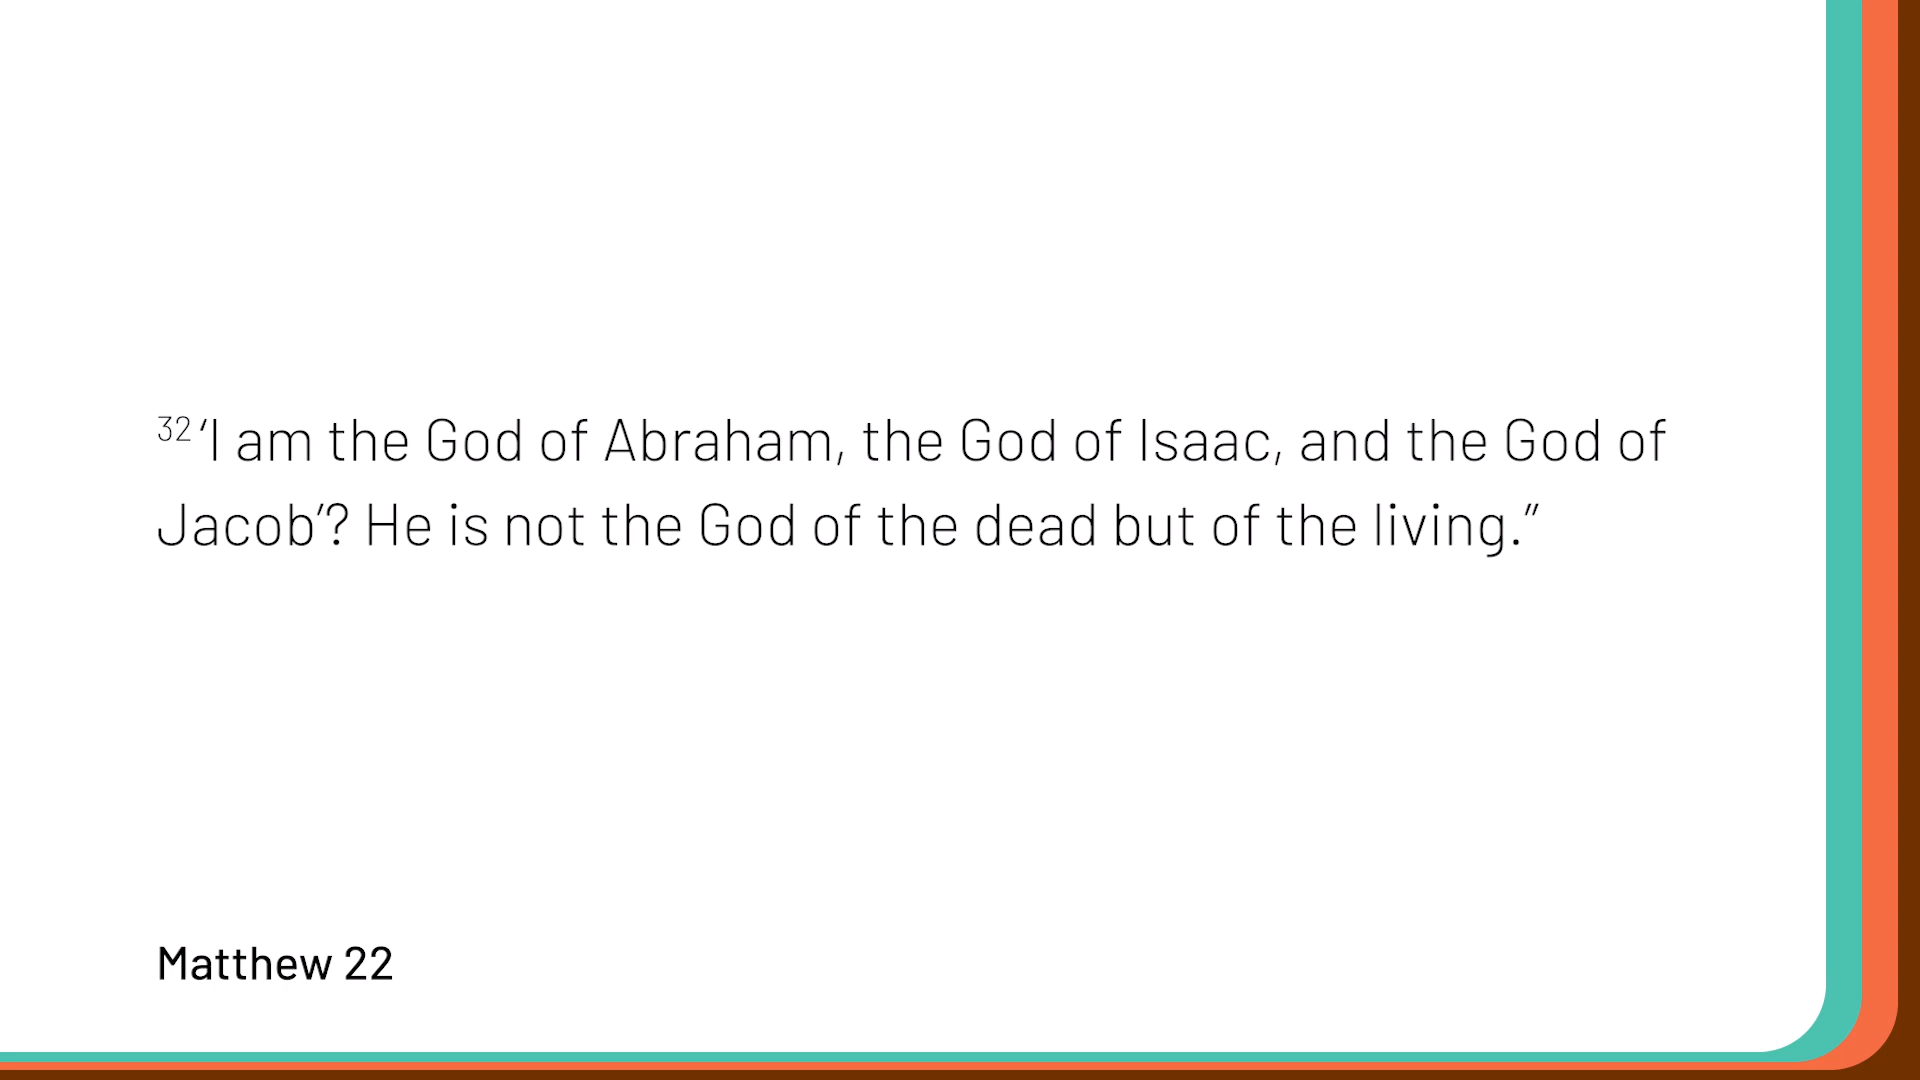 32 ‘I am the God of Abraham, the God of Isaac, and the God of
Jacob’? He is not the God of the dead but of the living.”
Matthew 22